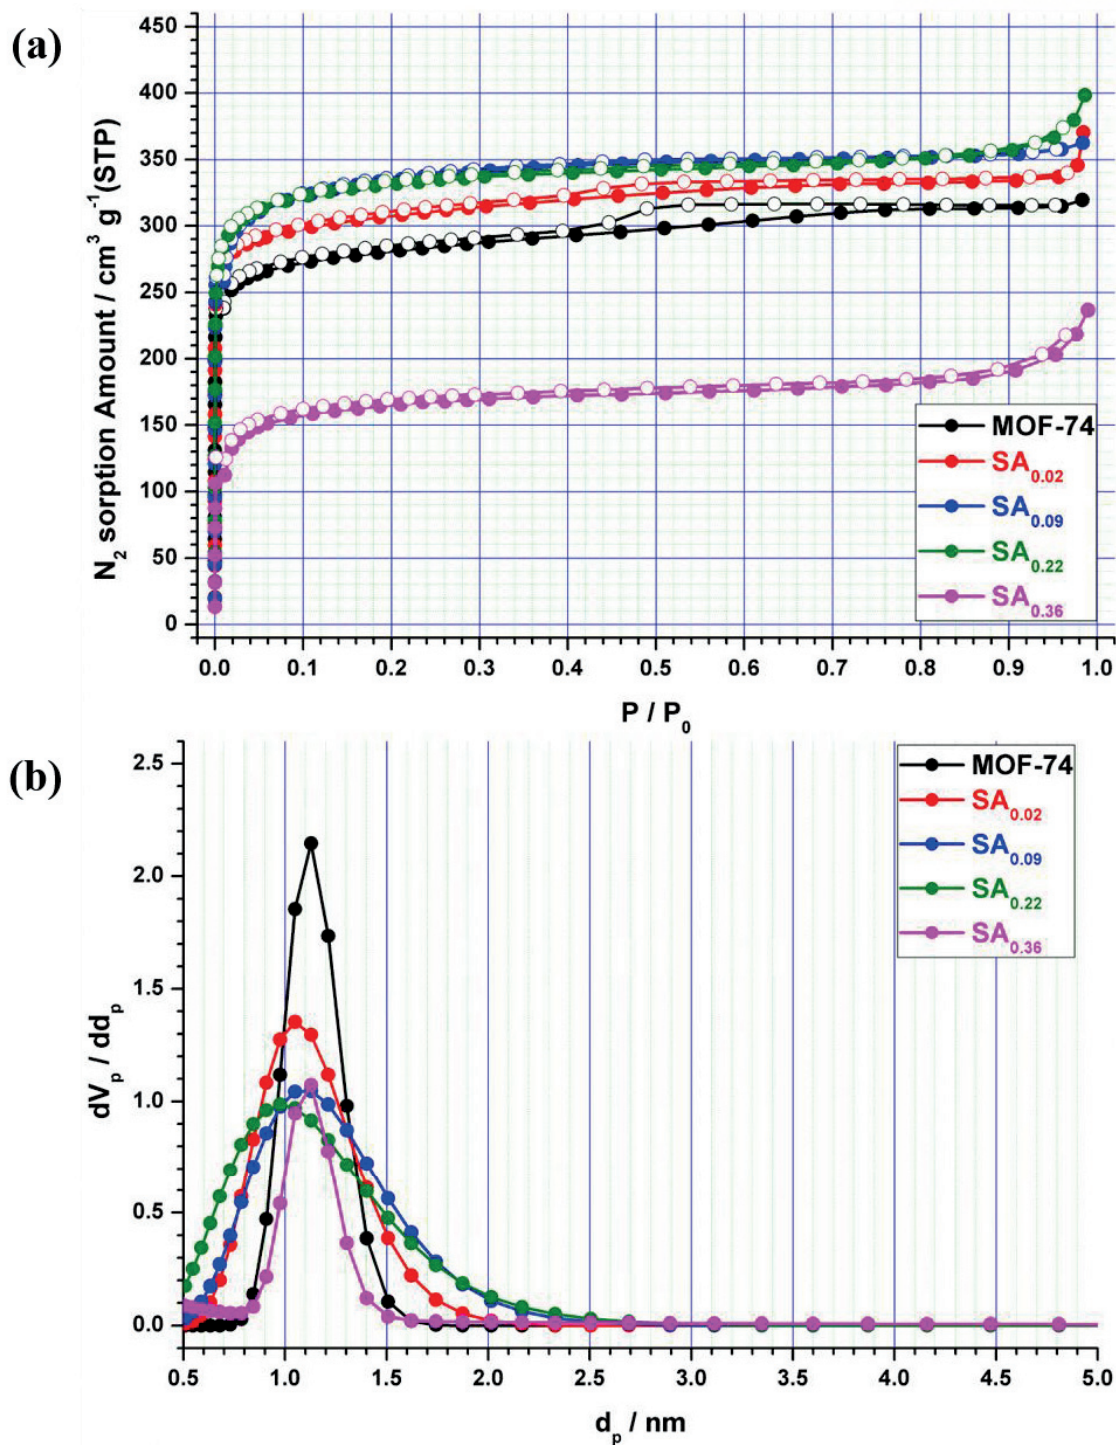 (a)
N₂ sorption Amount / cm³ g⁻¹(STP)
450
400
350
300
250
200
150
100
50
0
MOF-74
SA₀.₀₂
SA₀.₀₉
SA₀.₂₂
SA₀.₃₆
0.0 0.1 0.2 0.3 0.4 0.5 0.6 0.7 0.8 0.9 1.0
P / P₀
(b)
dVₚ / ddₚ
2.5
2.0
1.5
1.0
0.5
0.0
MOF-74
SA₀.₀₂
SA₀.₀₉
SA₀.₂₂
SA₀.₃₆
0.5 1.0 1.5 2.0 2.5 3.0 3.5 4.0 4.5 5.0
dₚ / nm